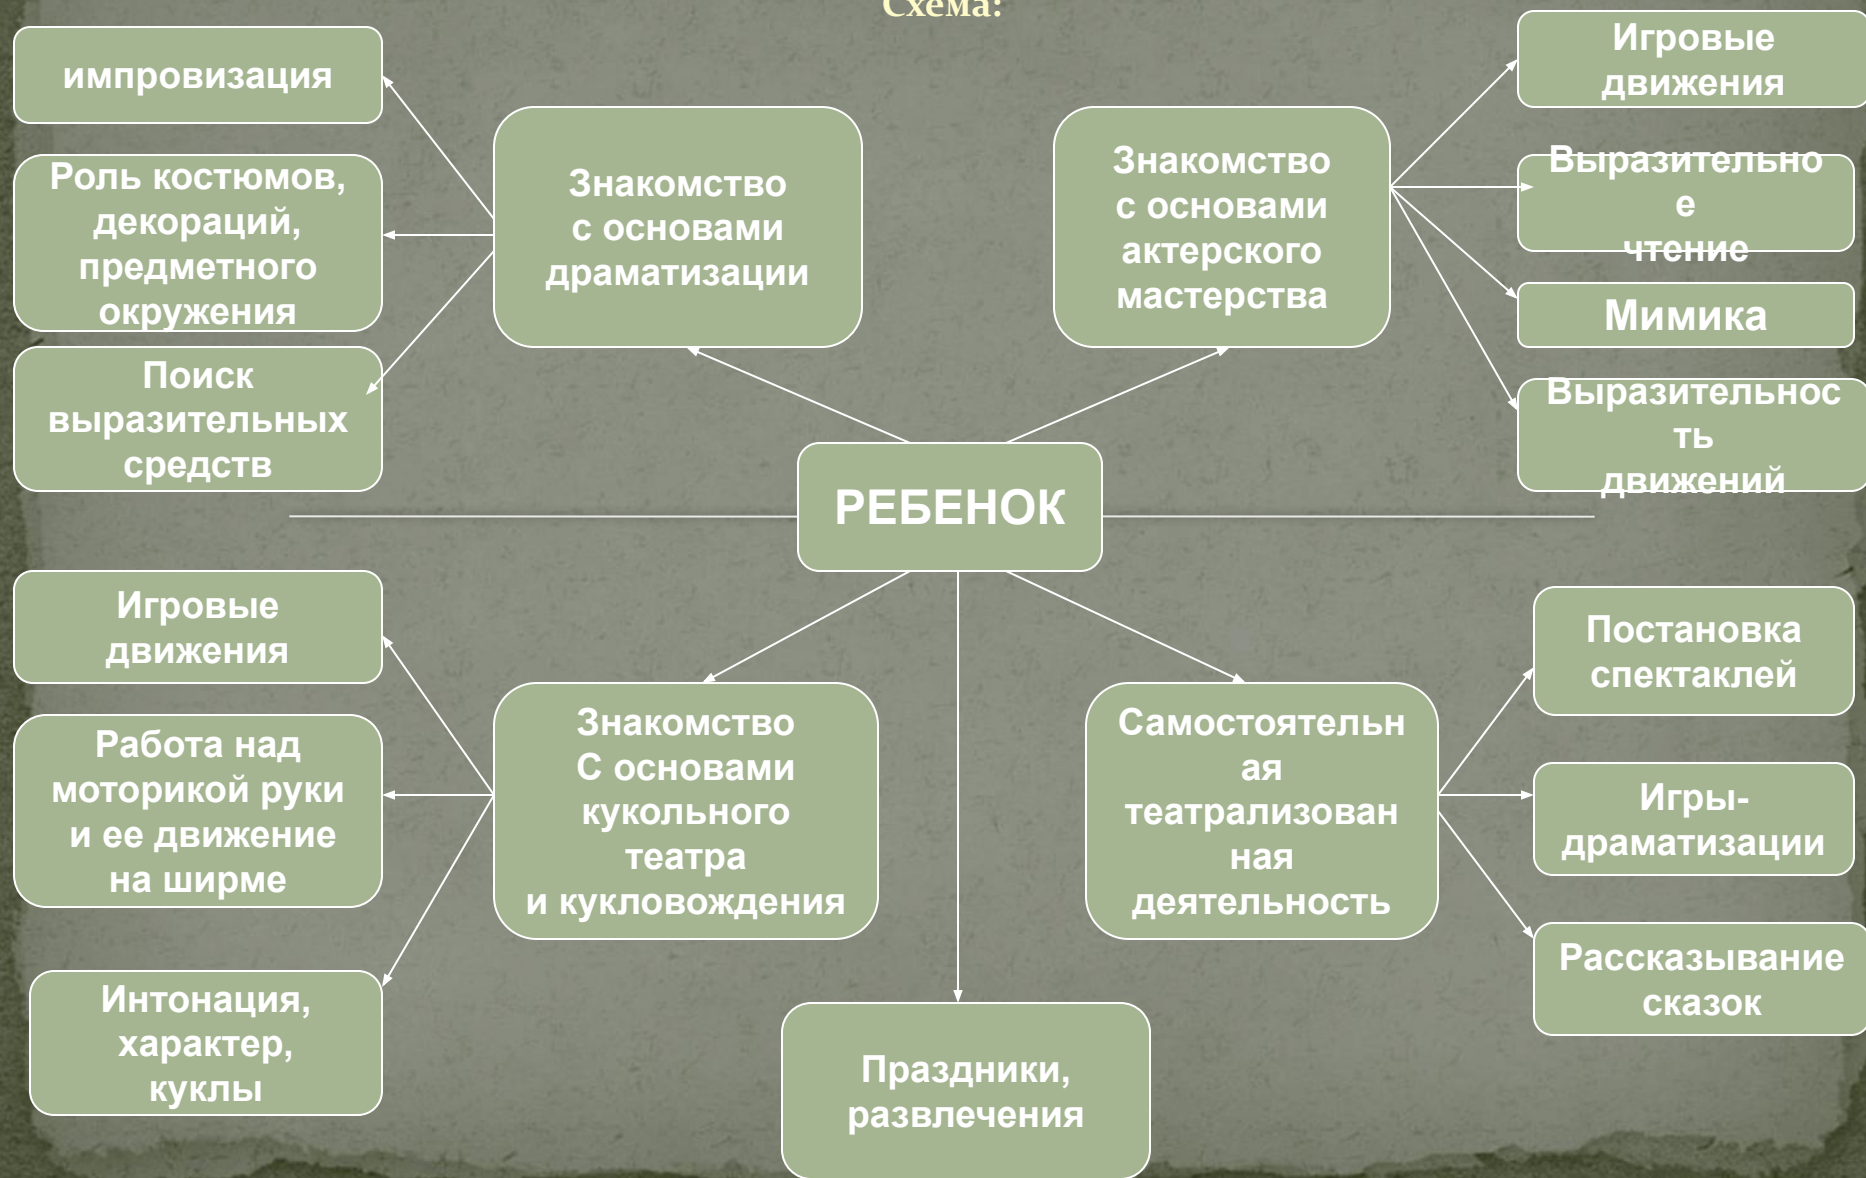 Схема:
импровизация
Роль костюмов,
декораций,
предметного
окружения
Поиск
выразительных
средств
Знакомство
с основами
драматизации
Знакомство
с основами
актерского
мастерства
Игровые
движения
Выразительно
е
чтение
Мимика
Выразительнос
ть
движений
РЕБЕНОК
Игровые
движения
Работа над
моторикой руки
и ее движение
на ширме
Интонация,
характер,
куклы
Знакомство
С основами
кукольного
театра
и кукловождения
Самостоятельн
ая
театрализован
ная
деятельность
Постановка
спектаклей
Игры-
драматизации
Рассказывание
сказок
Праздники,
развлечения